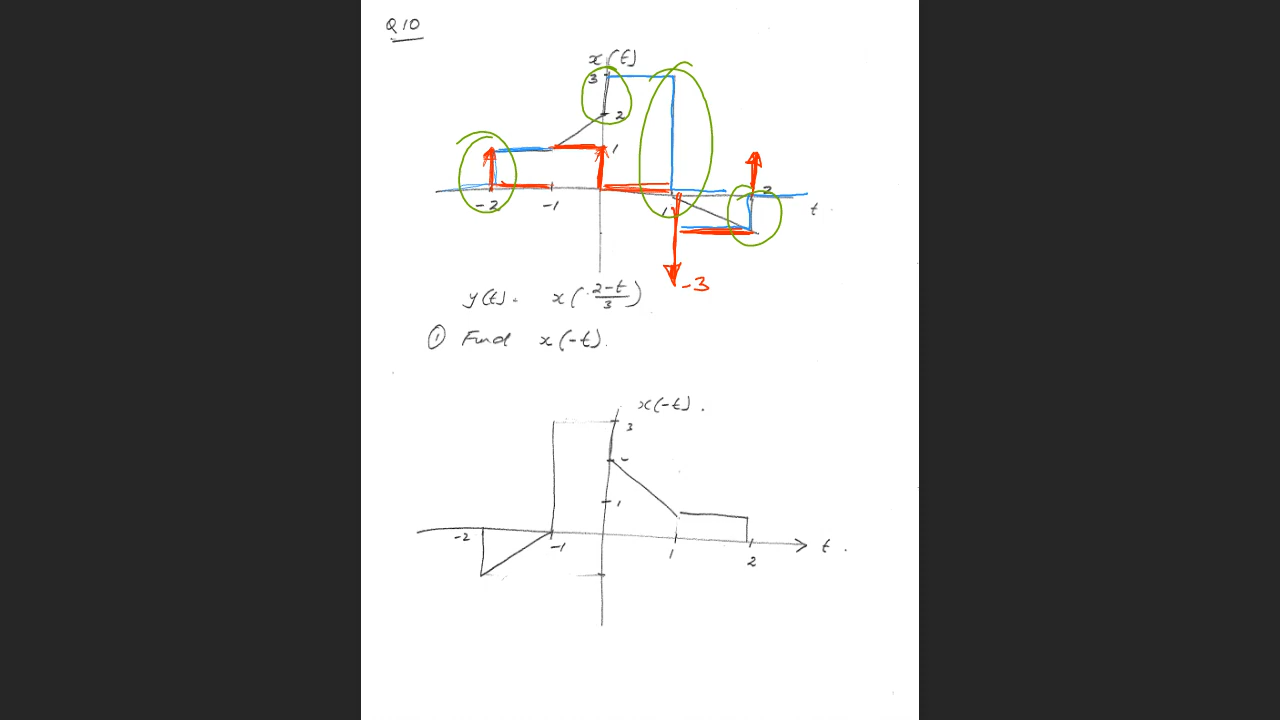 Q10
x(t)
3
2
1
-2 -1 1 2 t
-3
y(t) = x(2-t/3)
① Find x(-t).
x(-t).
3
1
-2 -1 1 2 t.